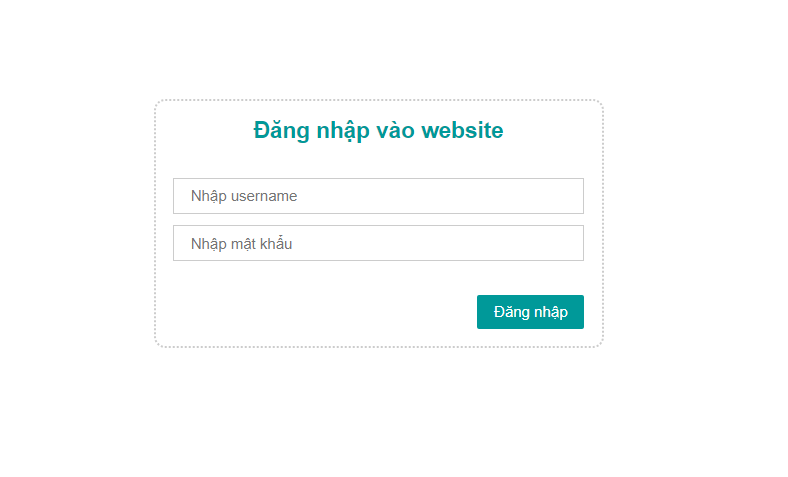 Đăng nhập vào website
Nhập username
Nhập mật khẩu
Đăng nhập